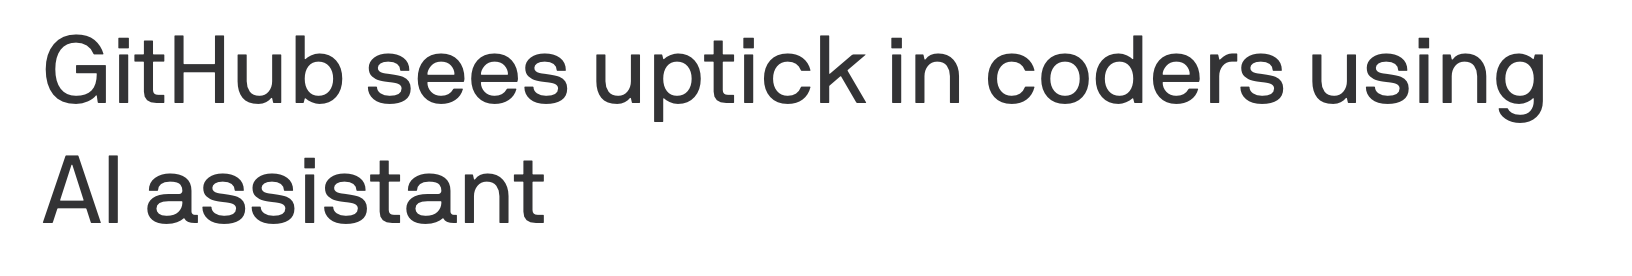 GitHub sees uptick in coders using
AI assistant